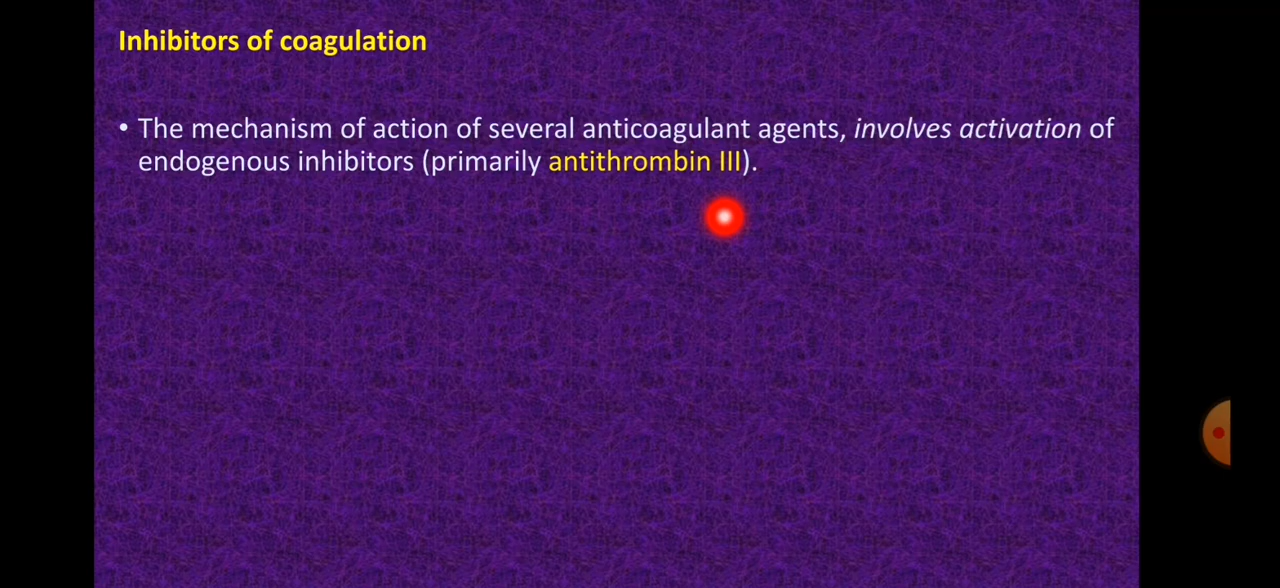 Inhibitors of coagulation
• The mechanism of action of several anticoagulant agents, involves activation of
endogenous inhibitors (primarily antithrombin III).